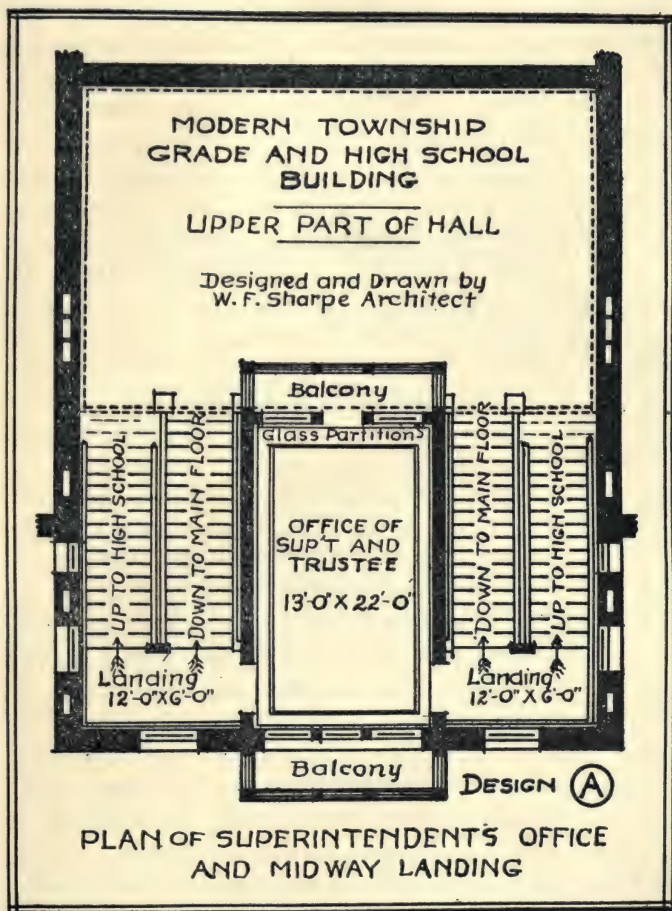 MODERN TOWNSHIP
GRADE AND HIGH SCHOOL
BUILDING
UPPER PART OF HALL
Designed and Drawn by
W. F. Sharpe Architect
Balcony
Glass Partitions
UP TO HIGH SCHOOL
DOWN TO MAIN FLOOR
OFFICE OF
SUP'T AND
TRUSTEE
13'-0" X 22'-0"
DOWN TO MAIN FLOOR
UP TO HIGH SCHOOL
Landing
12'-0" X 6'-0"
Landing
12'-0" X 6'-0"
Balcony
DESIGN A
PLAN OF SUPERINTENDENT'S OFFICE
AND MIDWAY LANDING